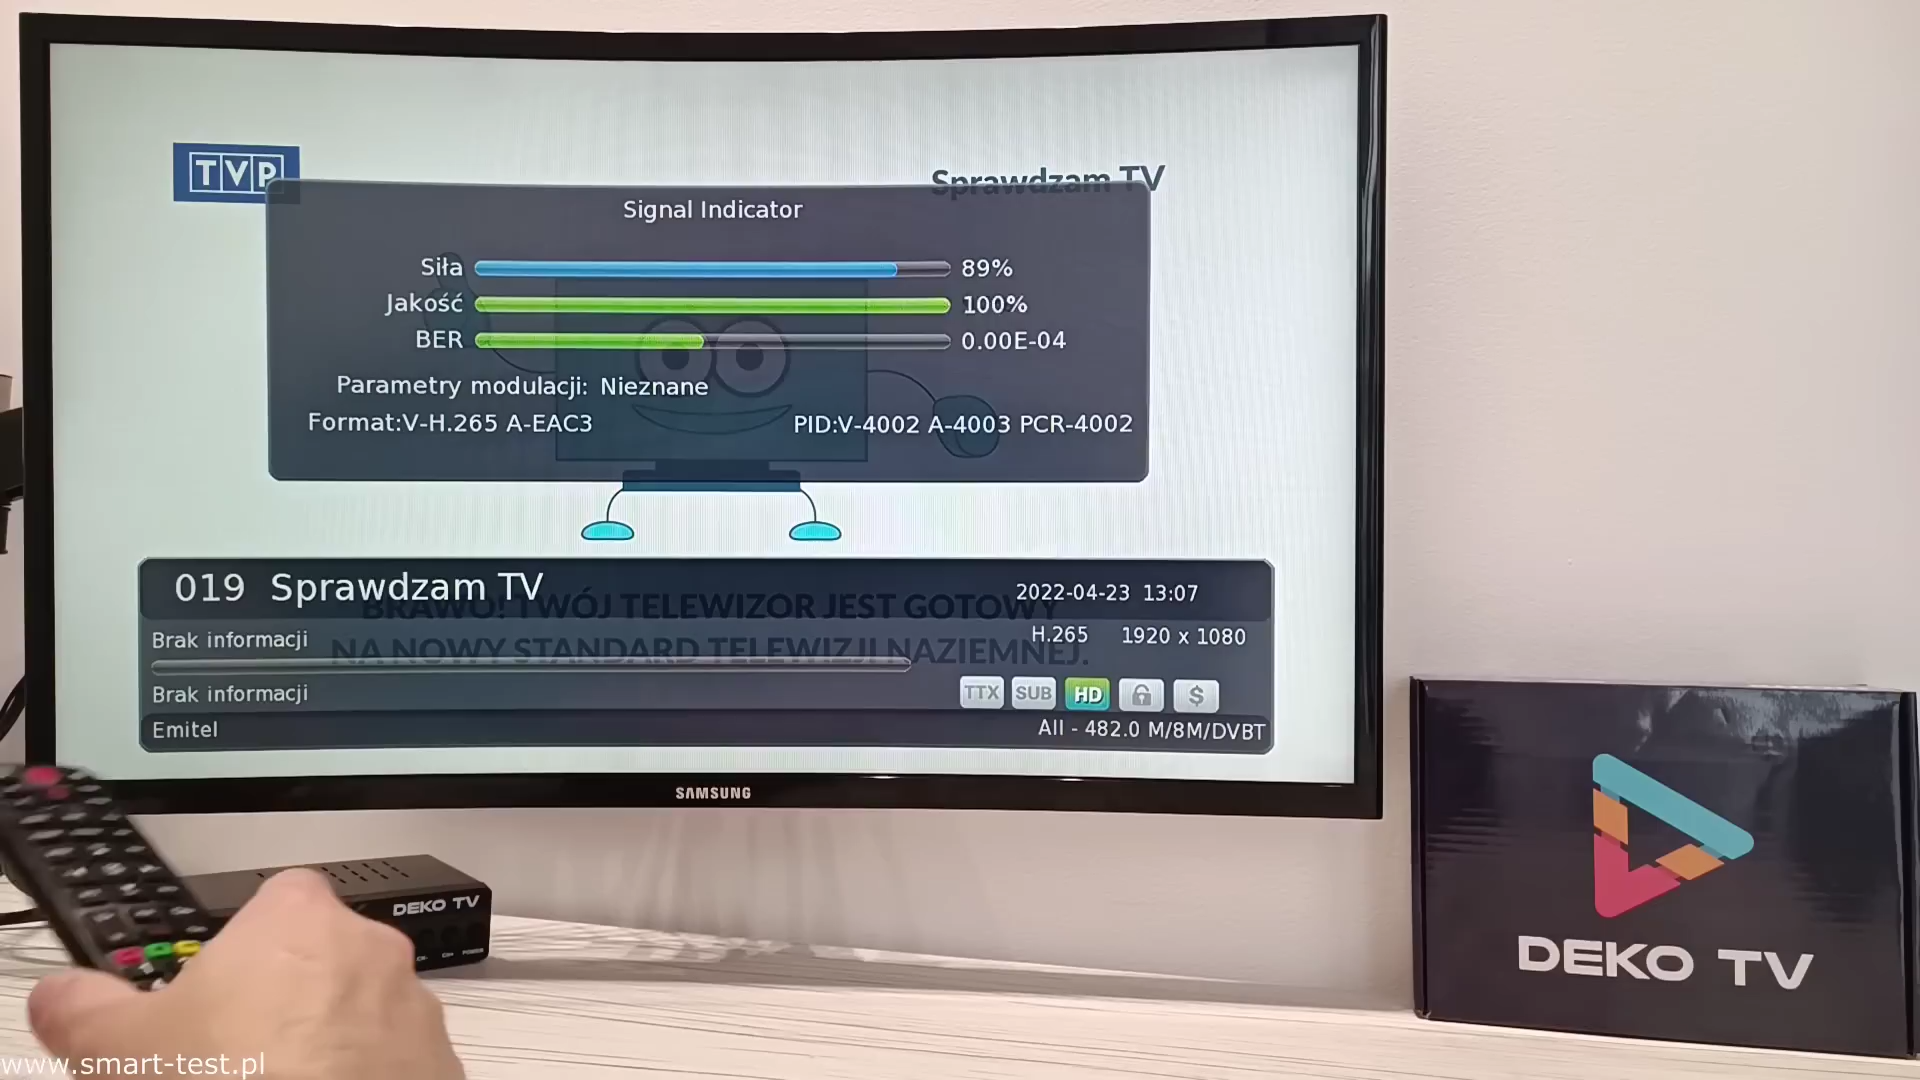 TVP
Sprawdzam TV
Signal Indicator
Siła 89%
Jakość 100%
BER 0.00E-04
Parametry modulacji: Nieznane
Format:V-H.265 A-EAC3 PID:V-4002 A-4003 PCR-4002
019 Sprawdzam TV 2022-04-23 13:07
BRAWO! TWÓJ TELEWIZOR JEST GOTOWY
Brak informacji H.265 1920 x 1080
NA NOWY STANDARD TELEWIZJI NAZIEMNEJ.
Brak informacji TTX SUB HD $
Emitel All - 482.0 M/8M/DVBT
SAMSUNG
DEKO TV
CH- CH+ POWER
DEKO TV
www.smart-test.pl